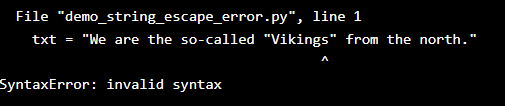 File "demo_string_escape_error.py", line 1
txt = "We are the so-called "Vikings" from the north."
^
SyntaxError: invalid syntax